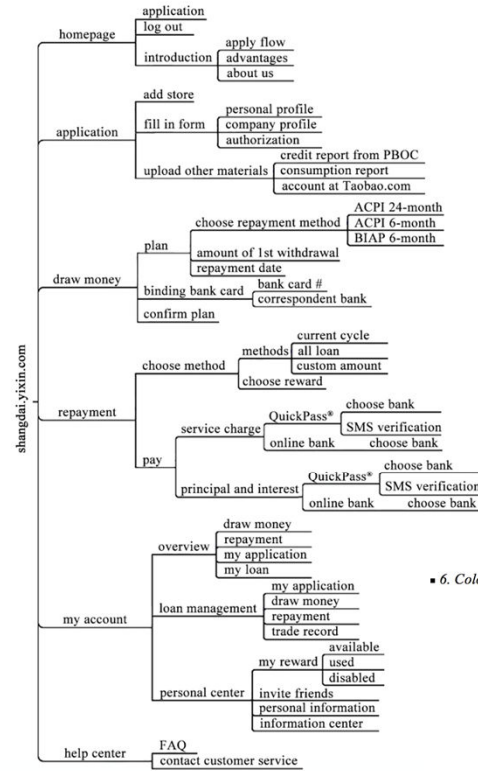 shangdai.yixin.com
homepage
application
log out
introduction
apply flow
advantages
about us
application
add store
fill in form
personal profile
company profile
authorization
upload other materials
credit report from PBOC
consumption report
account at Taobao.com
draw money
plan
choose repayment method
ACPI 24-month
ACPI 6-month
BIAP 6-month
amount of 1st withdrawal
repayment date
binding bank card
bank card #
correspondent bank
confirm plan
repayment
choose method
methods
current cycle
all loan
custom amount
choose reward
pay
service charge
QuickPass®
choose bank
SMS verification
online bank
choose bank
principal and interest
QuickPass®
choose bank
SMS verification
online bank
choose bank
my account
overview
draw money
repayment
my application
my loan
loan management
my application
draw money
repayment
trade record
personal center
my reward
available
used
disabled
invite friends
personal information
information center
help center
FAQ
contact customer service
▪ 6. Col